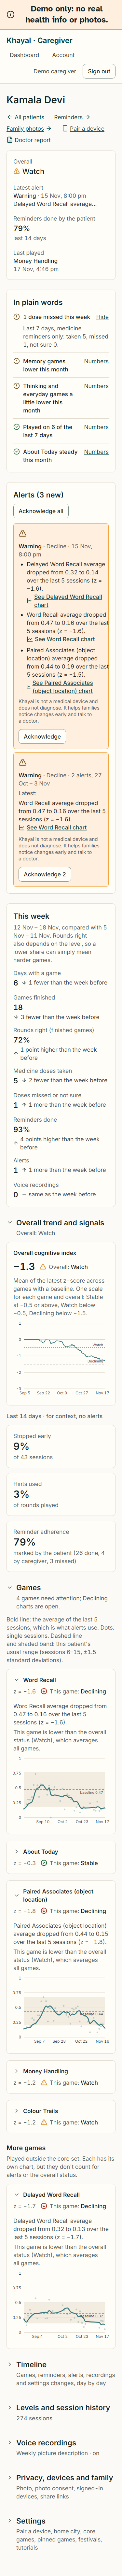 Demo only: no real
health info or photos.
Khayal · Caregiver
Dashboard Account
Demo caregiver Sign out
Kamala Devi
All patients Reminders
Family photos Pair a device
Doctor report
Overall
Watch
Latest alert
Warning · 15 Nov, 8:00 pm
Delayed Word Recall average...
Reminders done by the patient
79%
last 14 days
Last played
Money Handling
17 Nov, 4:46 pm
In plain words
1 dose missed this week Hide
Last 7 days, medicine
reminders only: taken 5, missed
1, not sure 0.
Memory games Numbers
lower this month
Thinking and Numbers
everyday games a
little lower this
month
Played on 6 of the Numbers
last 7 days
About Today steady Numbers
this month
Alerts (3 new)
Acknowledge all
Warning · Decline · 15 Nov,
8:00 pm
Delayed Word Recall average
dropped from 0.32 to 0.14
over the last 5 sessions (z =
−1.6).
See Delayed Word Recall
chart
Word Recall average dropped
from 0.47 to 0.16 over the last
5 sessions (z = −1.6).
See Word Recall chart
Paired Associates (object
location) average dropped
from 0.44 to 0.19 over the last
5 sessions (z = −1.5).
See Paired Associates
(object location) chart
Khayal is not a medical device and
does not diagnose. It helps families
notice changes early and talk to
a doctor.
Acknowledge
Warning · Decline · 2 alerts, 27
Oct – 3 Nov
Latest:
Word Recall average dropped
from 0.47 to 0.16 over the last 5
sessions (z = −1.6).
See Word Recall chart
Khayal is not a medical device and
does not diagnose. It helps families
notice changes early and talk to
a doctor.
Acknowledge 2
This week
12 Nov – 18 Nov, compared with 5
Nov – 11 Nov. Rounds right
also depends on the level, so a
lower share can simply mean
harder games.
Days with a game
6 ↓ 1 fewer than the week before
Games finished
18
↓ 3 fewer than the week before
Rounds right (finished games)
72%
↑ 1 point higher than the week
before
Medicine doses taken
5 ↓ 2 fewer than the week before
Doses missed or not sure
1 ↑ 1 more than the week before
Reminders done
93%
↑ 4 points higher than the week
before
Alerts
1 ↑ 1 more than the week before
Voice recordings
0 − same as the week before
Overall trend and signals
Overall: Watch
Overall cognitive index
−1.3 Overall: Watch
Mean of the latest z-score across
games with a baseline. One scale
for each game and overall: Stable
at −0.5 or above, Watch below
−0.5, Declining below −1.5.
Watch
Declining
Last 14 days · for context, no alerts
Stopped early
9%
of 43 sessions
Hints used
3%
of rounds played
Reminder adherence
79%
marked by the patient (26 done, 4
by caregiver, 3 missed)
Games
4 games need attention; Declining
charts are open.
Bold line: the average of the last 5
sessions, which is what alerts use. Dots:
single sessions. Dashed line
and shaded band: this patient's
usual range (sessions 6–15, ±1.5
standard deviations).
Word Recall
z = −1.6 This game: Declining
Word Recall average dropped from
0.47 to 0.16 over the last 5
sessions (z = −1.6).
This game is lower than the overall
status (Watch), which averages
all games.
baseline 0.47
About Today
z = −0.3 This game: Stable
Paired Associates (object
location)
z = −1.8 This game: Declining
Paired Associates (object location)
average dropped from 0.44 to 0.15
over the last 5 sessions (z = −1.8).
This game is lower than the overall
status (Watch), which averages
all games.
Money Handling
z = −1.2 This game: Watch
Colour Trails
z = −1.2 This game: Watch
More games
Played outside the core set. Each has its
own chart, but they don't count for
alerts or the overall status.
Delayed Word Recall
z = −1.7 This game: Declining
Delayed Word Recall average
dropped from 0.32 to 0.13 over the
last 5 sessions (z = −1.7).
This game is lower than the overall
status (Watch), which averages
all games.
Timeline
Games, reminders, alerts, recordings
and settings changes, day by day
Levels and session history
274 sessions
Voice recordings
Weekly picture description · on
Privacy, devices and family
Photo, photo consent, signed-in
devices, share links
Settings
Pair a device, home city, core
games, pinned games, festivals,
tutorials